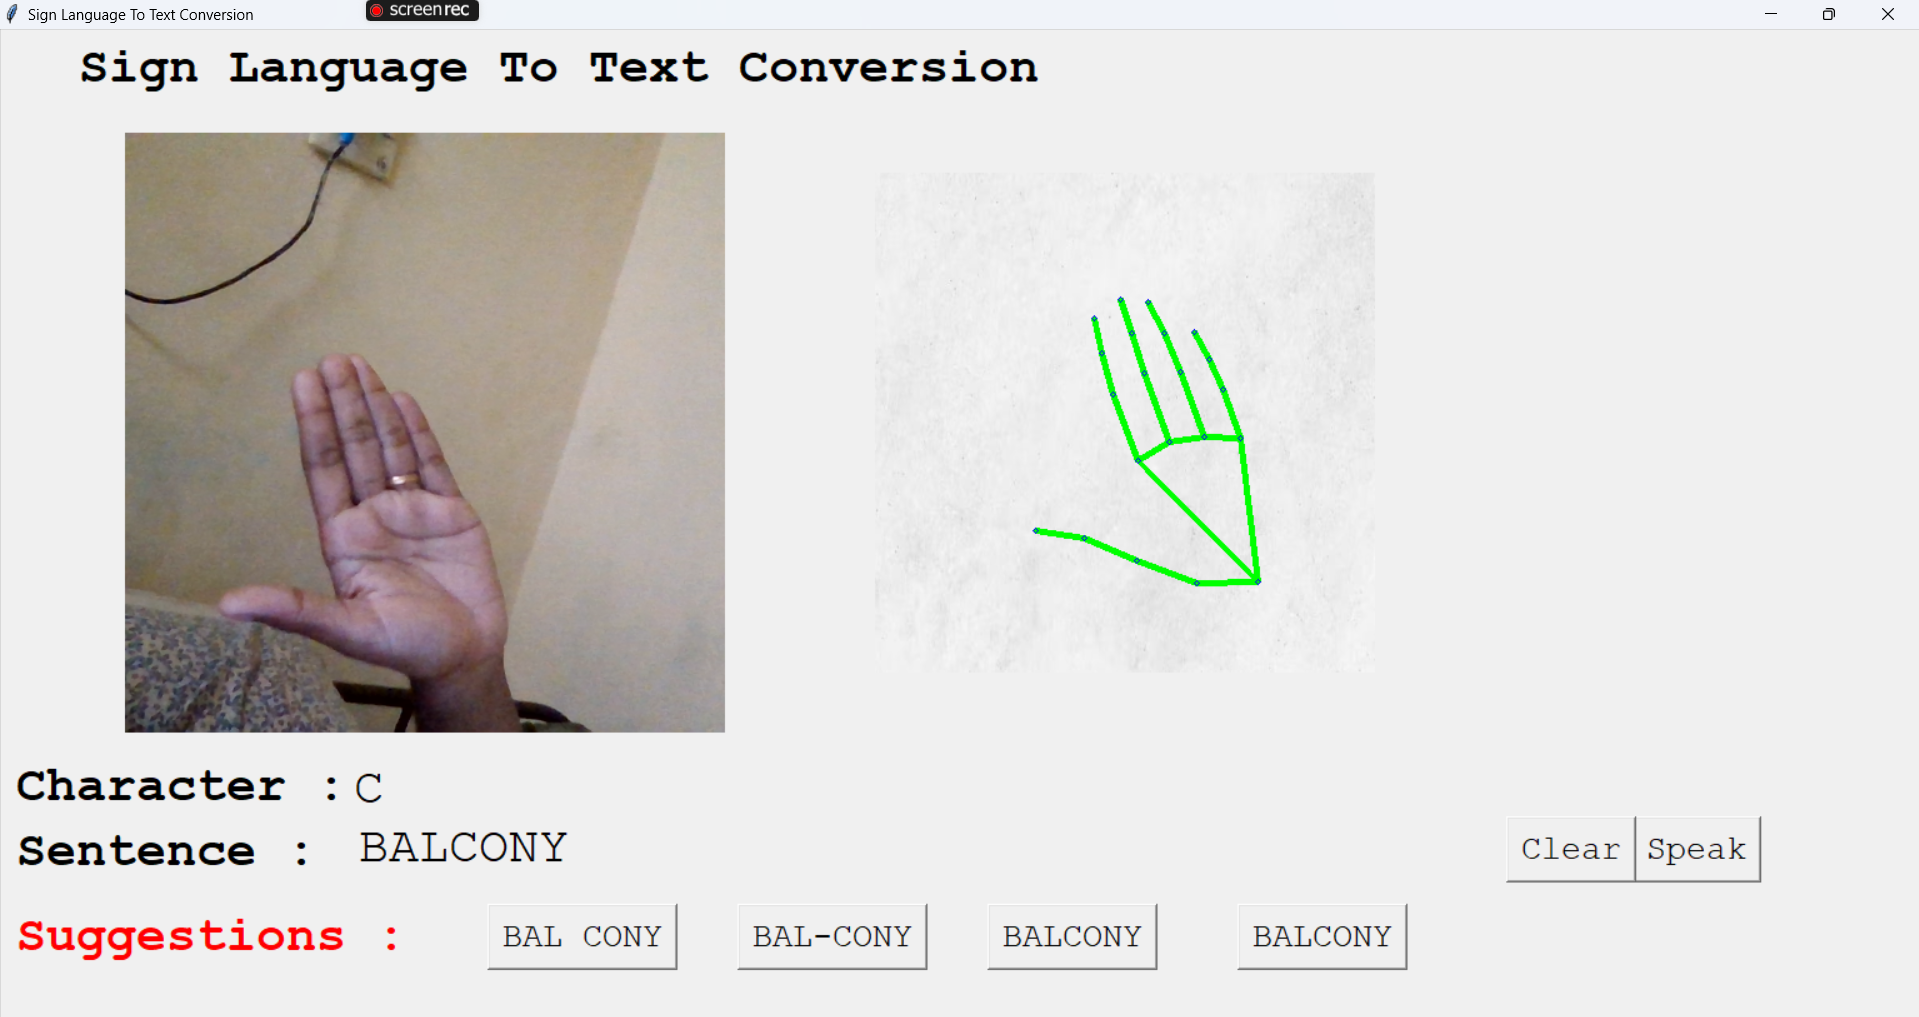 Sign Language To Text Conversion
screenrec
Sign Language To Text Conversion
Character : C
Sentence : BALCONY
Clear Speak
Suggestions : BAL CONY BAL-CONY BALCONY BALCONY